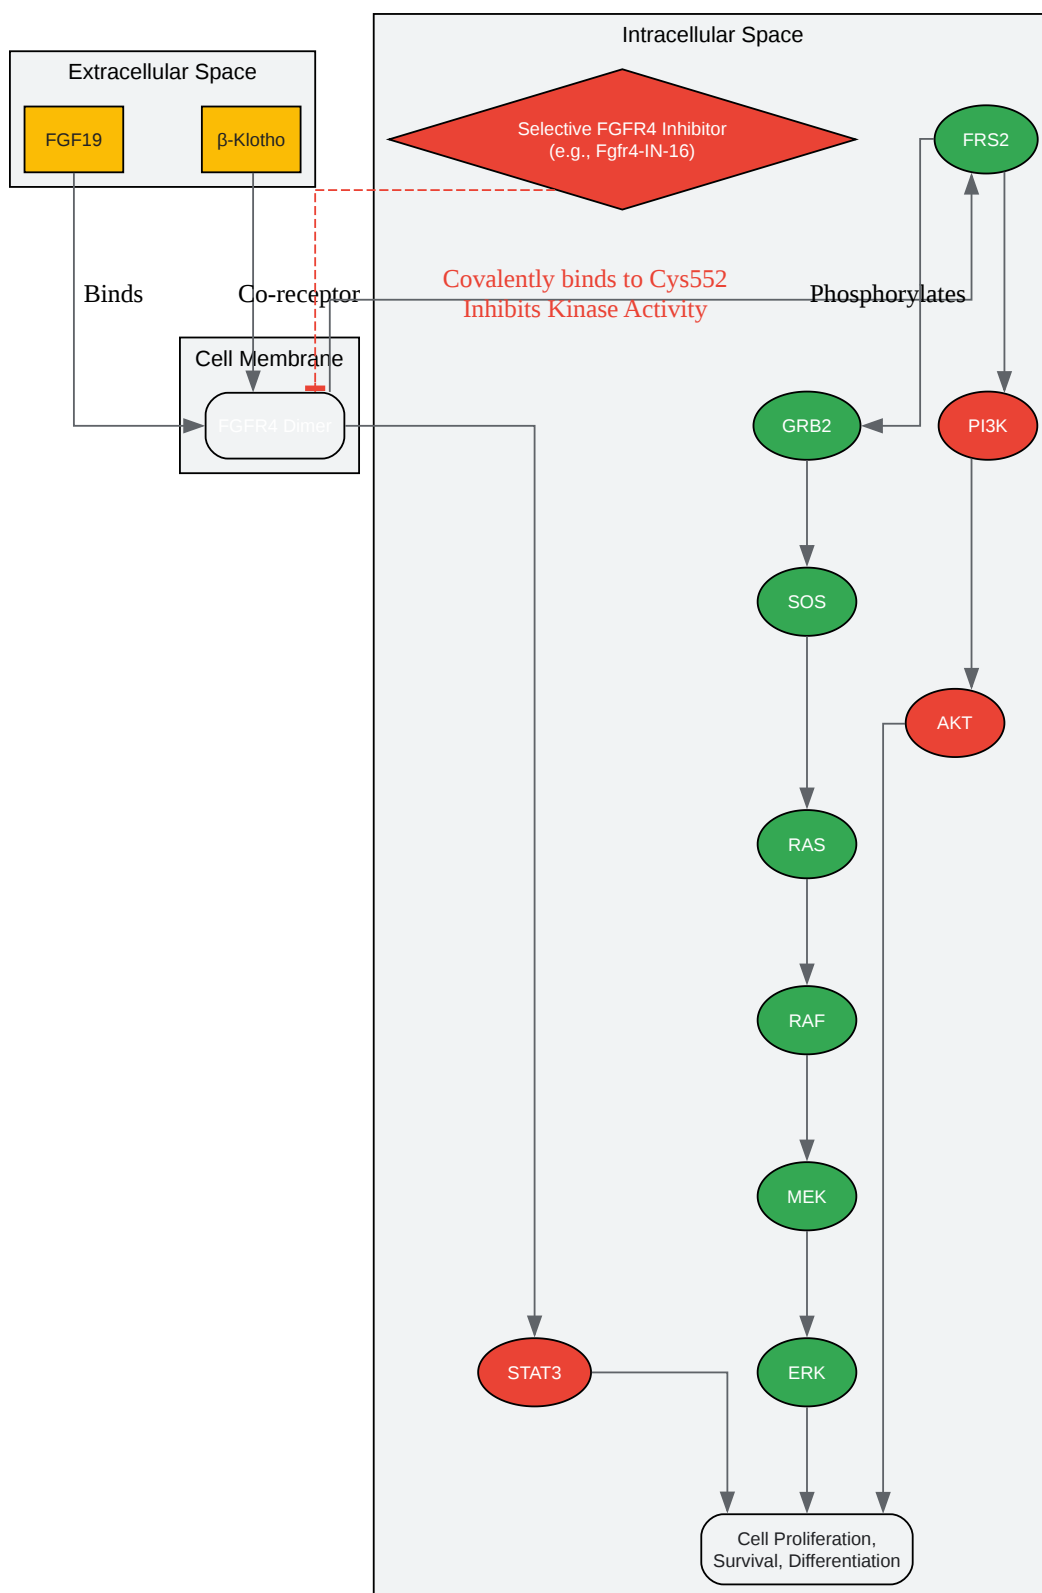 Intracellular Space
Extracellular Space
FGF19
β-Klotho
Selective FGFR4 Inhibitor
(e.g., Fgfr4-IN-16)
FRS2
Binds
Co-receptor
Covalently binds to Cys552
Inhibits Kinase Activity
Phosphorylates
Cell Membrane
FGFR4 Dimer
GRB2
PI3K
SOS
AKT
RAS
RAF
MEK
STAT3
ERK
Cell Proliferation,
Survival, Differentiation